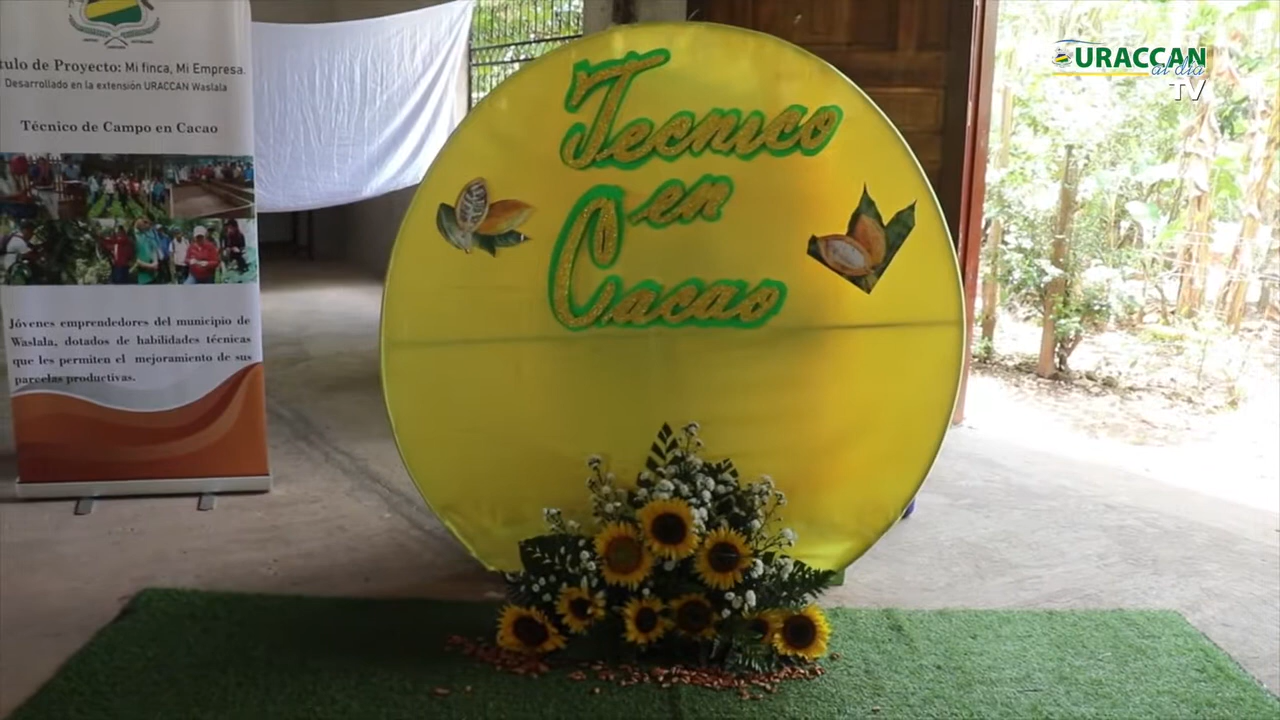 tulo de Proyecto: Mi finca, Mi Empresa.
Desarrollado en la extensión URACCAN Waslala
Técnico de Campo en Cacao
Jóvenes emprendedores del municipio de
Waslala, dotados de habilidades técnicas
que les permiten el mejoramiento de sus
parcelas productivas.
Tecnico
en
Cacao
URACCAN
al día
TV